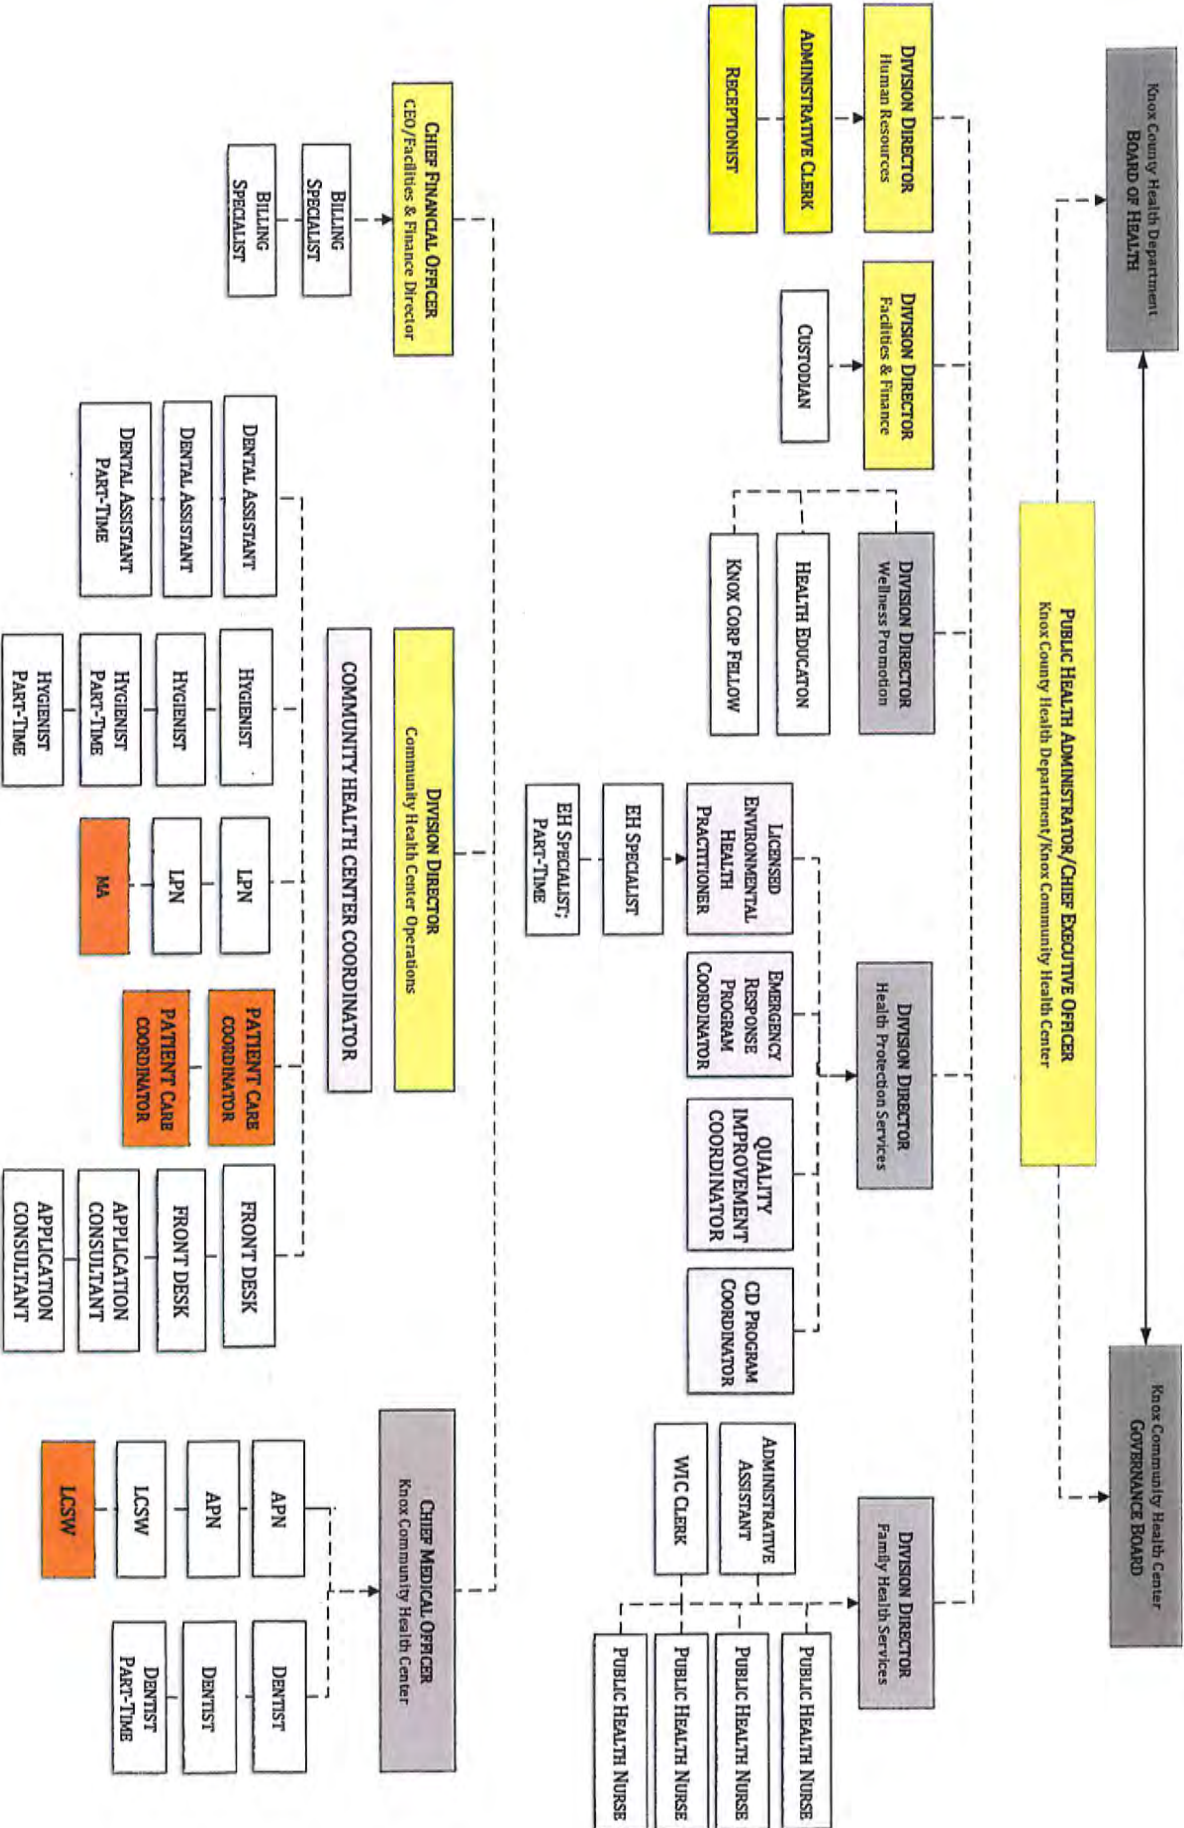 Knox County Health Department
BOARD OF HEALTH
Knox Community Health Center
GOVERNANCE BOARD
PUBLIC HEALTH ADMINISTRATOR/CHIEF EXECUTIVE OFFICER
Knox County Health Department/Knox Community Health Center
DIVISION DIRECTOR
Human Resources
ADMINISTRATIVE CLERK
RECEPTIONIST
DIVISION DIRECTOR
Facilities & Finance
CUSTODIAN
DIVISION DIRECTOR
Wellness Promotion
HEALTH EDUCATON
KNOX CORP FELLOW
DIVISION DIRECTOR
Health Protection Services
LICENSED
ENVIRONMENTAL
HEALTH
PRACTITIONER
EH SPECIALIST
EH SPECIALIST;
PART-TIME
EMERGENCY
RESPONSE
PROGRAM
COORDINATOR
QUALITY
IMPROVEMENT
COORDINATOR
CD PROGRAM
COORDINATOR
DIVISION DIRECTOR
Family Health Services
ADMINISTRATIVE
ASSISTANT
WIC CLERK
PUBLIC HEALTH NURSE
PUBLIC HEALTH NURSE
PUBLIC HEALTH NURSE
PUBLIC HEALTH NURSE
CHIEF FINANCIAL OFFICER
CEO/Facilities & Finance Director
BILLING
SPECIALIST
BILLING
SPECIALIST
DIVISION DIRECTOR
Community Health Center Operations
COMMUNITY HEALTH CENTER COORDINATOR
DENTAL ASSISTANT
DENTAL ASSISTANT
DENTAL ASSISTANT
PART-TIME
HYGIENIST
HYGIENIST
HYGIENIST
PART-TIME
HYGIENIST
PART-TIME
LPN
LPN
MA
PATIENT CARE
COORDINATOR
PATIENT CARE
COORDINATOR
FRONT DESK
FRONT DESK
APPLICATION
CONSULTANT
APPLICATION
CONSULTANT
CHIEF MEDICAL OFFICER
Knox Community Health Center
APN
APN
LCSW
LCSW
DENTIST
DENTIST
DENTIST
PART-TIME